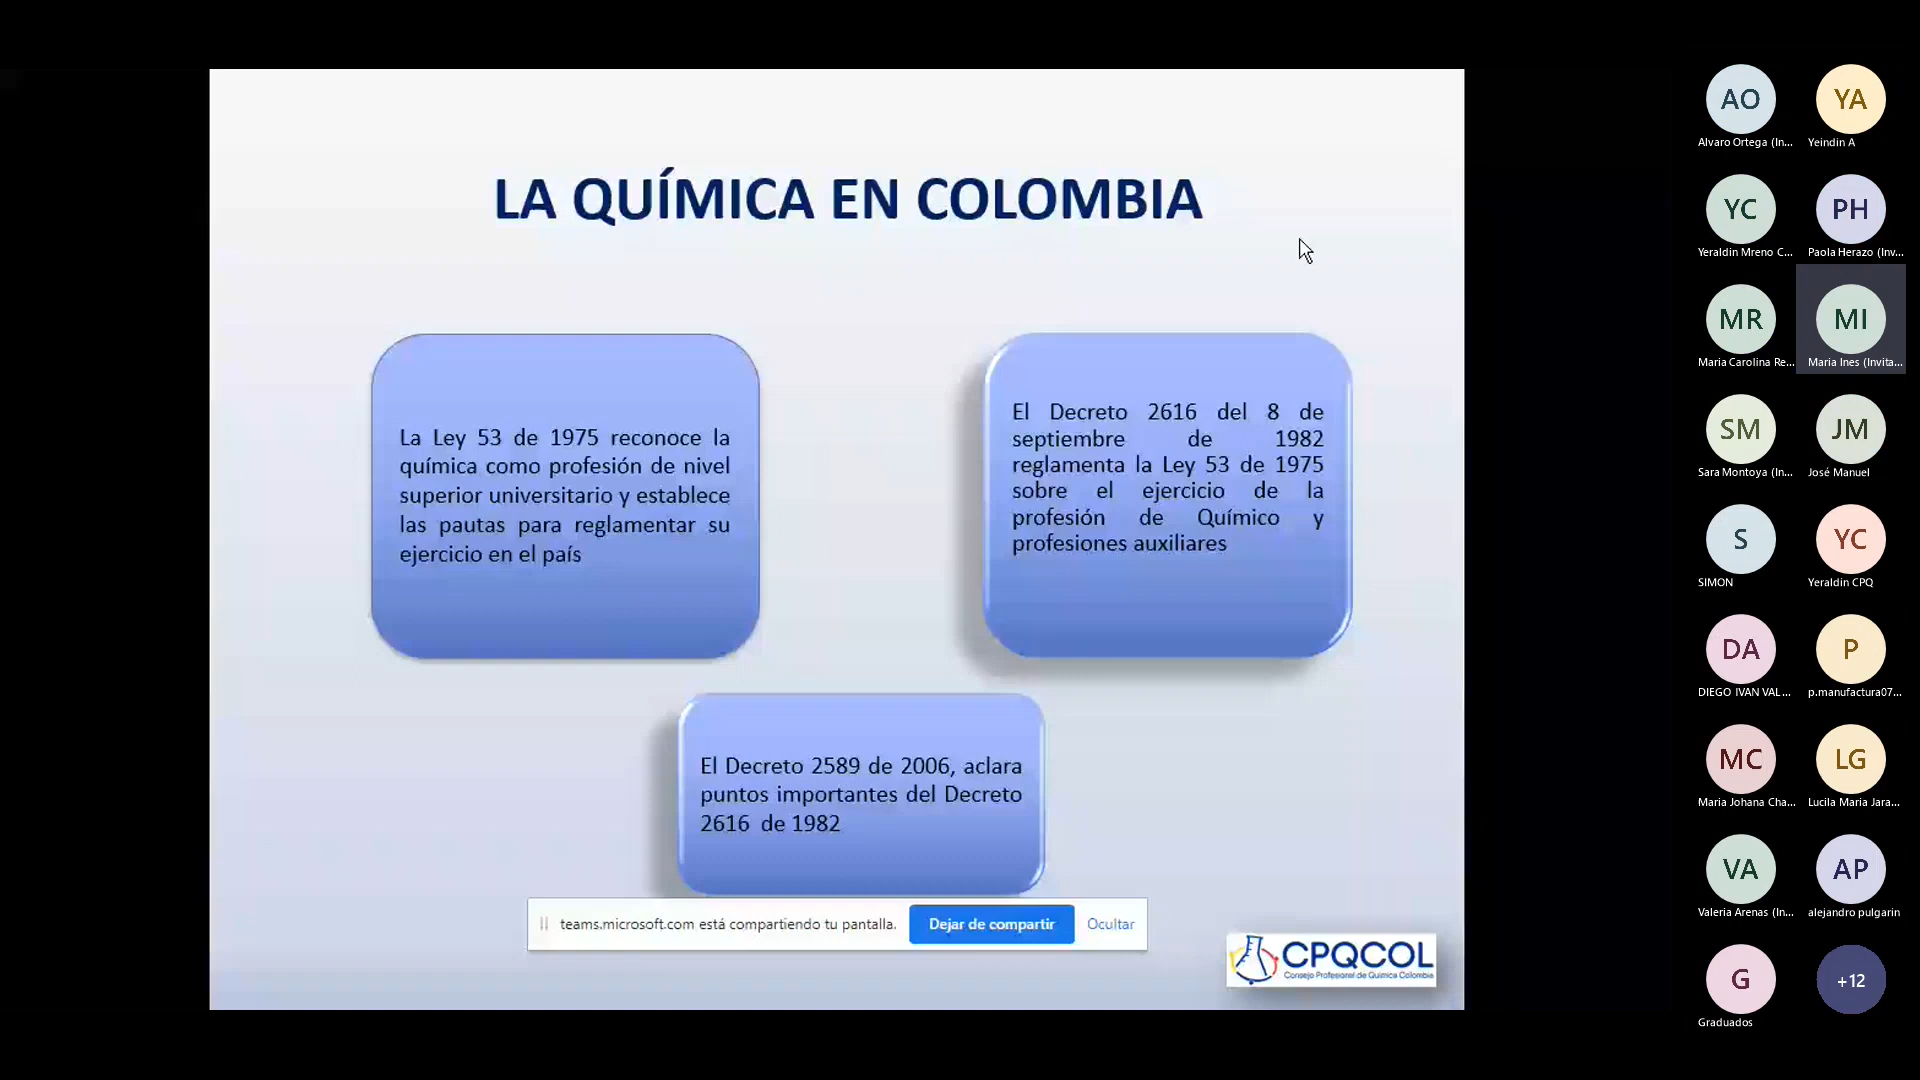 LA QUÍMICA EN COLOMBIA
La Ley 53 de 1975 reconoce la
química como profesión de nivel
superior universitario y establece
las pautas para reglamentar su
ejercicio en el país
El Decreto 2616 del 8 de
septiembre de 1982
reglamenta la Ley 53 de 1975
sobre el ejercicio de la
profesión de Químico y
profesiones auxiliares
El Decreto 2589 de 2006, aclara
puntos importantes del Decreto
2616 de 1982
teams.microsoft.com está compartiendo tu pantalla.
Dejar de compartir
Ocultar
CPQCOL
Consejo Profesional de Química Colombia
AO
YA
Alvaro Ortega (In...
Yeindin A
YC
PH
Yeraldin Mreno C...
Paola Herazo (Inv...
MR
MI
Maria Carolina Re...
Maria Ines (Invita...
SM
JM
Sara Montoya (In...
José Manuel
S
YC
SIMON
Yeraldin CPQ
DA
P
DIEGO IVAN VAL...
p.manufactura07...
MC
LG
Maria Johana Cha...
Lucila Maria Jara...
VA
AP
Valeria Arenas (In...
alejandro pulgarin
G
+12
Graduados